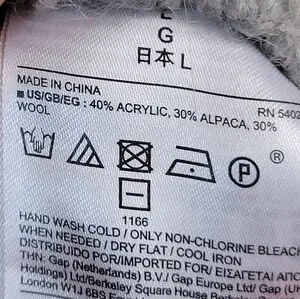 G
日本 L
MADE IN CHINA
■ US/GB/EG : 40% ACRYLIC, 30% ALPACA, 30%
WOOL
RN 5402
®
P
1166
HAND WASH COLD / ONLY NON-CHLORINE BLEACH
WHEN NEEDED / DRY FLAT / COOL IRON
DISTRIBUIDO POR/IMPORTED FOR/ΕΙΣΑΓΕΤΑΙ ΑΠΟ
THN: Gap (Netherlands) B.V./ Gap Europe Ltd/ Gap
Holdings) Ltd/Berkeley Square House Berkeley
London W1J 6BS